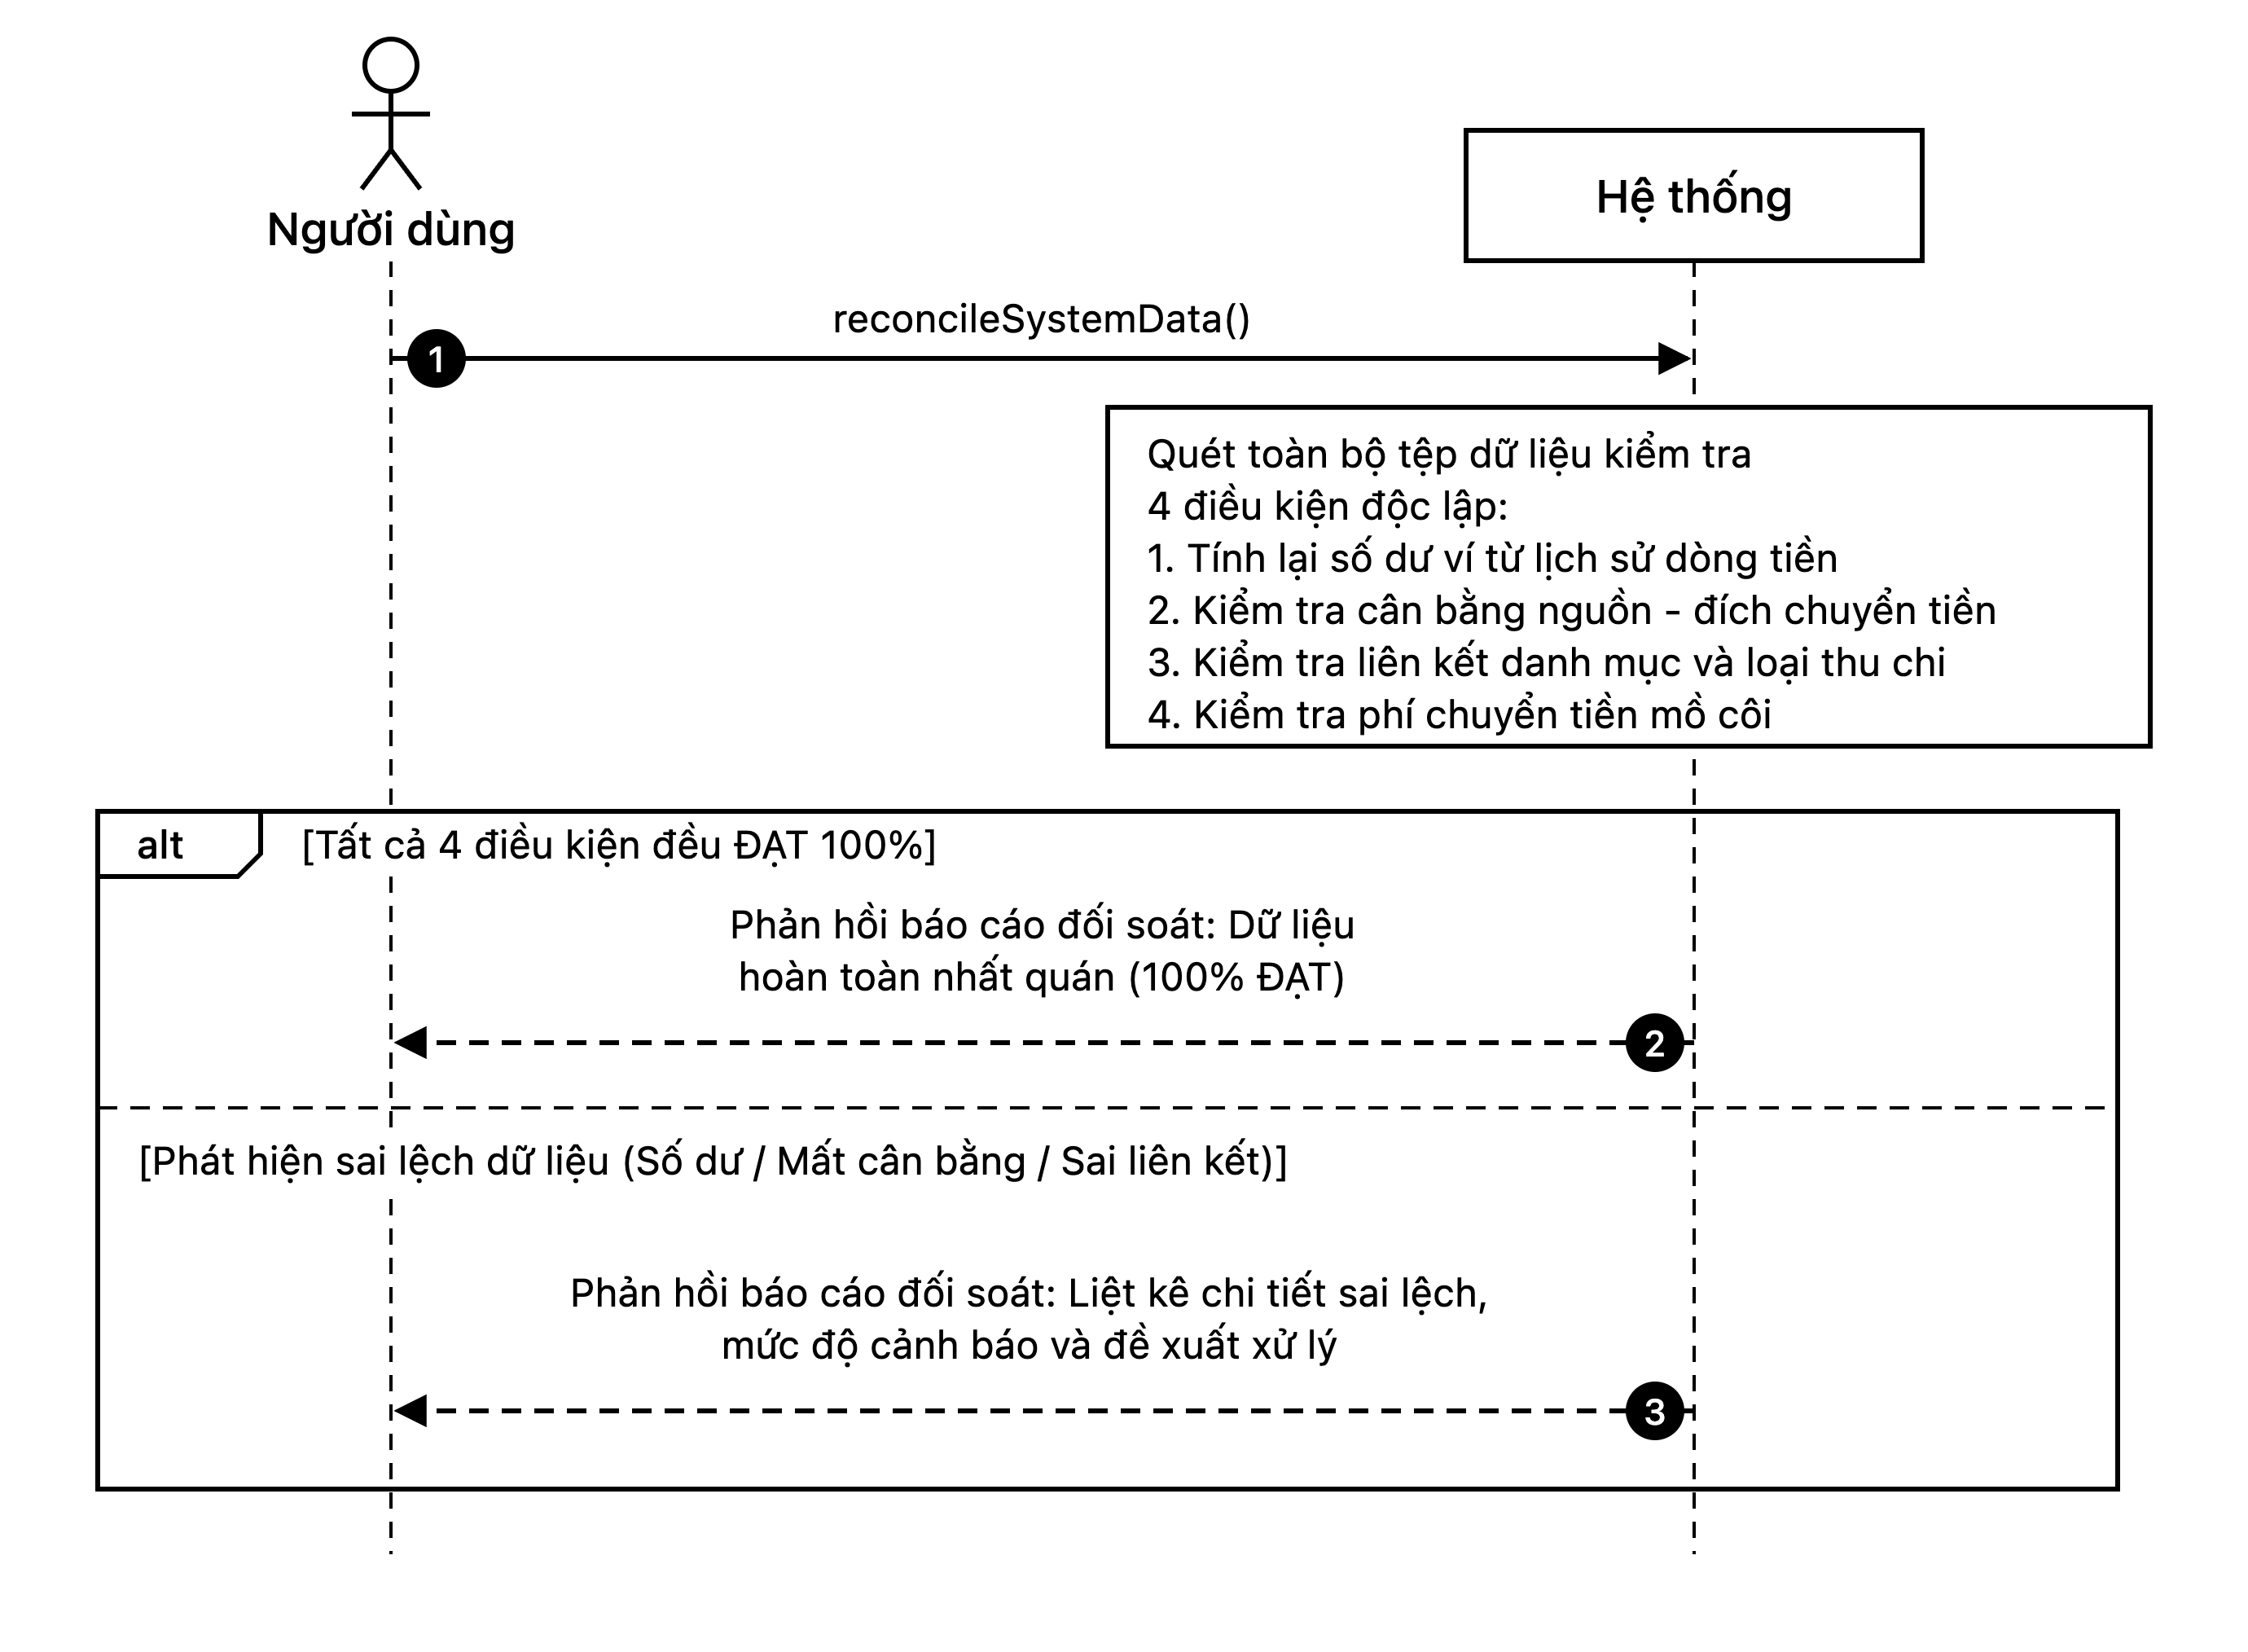 Người dùng
Hệ thống
reconcileSystemData()
1
Quét toàn bộ tệp dữ liệu kiểm tra
4 điều kiện độc lập:
1. Tính lại số dư ví từ lịch sử dòng tiền
2. Kiểm tra cân bằng nguồn - đích chuyển tiền
3. Kiểm tra liên kết danh mục và loại thu chi
4. Kiểm tra phí chuyển tiền mồ côi
alt
[Tất cả 4 điều kiện đều ĐẠT 100%]
Phản hồi báo cáo đối soát: Dữ liệu
hoàn toàn nhất quán (100% ĐẠT)
2
[Phát hiện sai lệch dữ liệu (Số dư / Mất cân bằng / Sai liên kết)]
Phản hồi báo cáo đối soát: Liệt kê chi tiết sai lệch,
mức độ cảnh báo và đề xuất xử lý
3